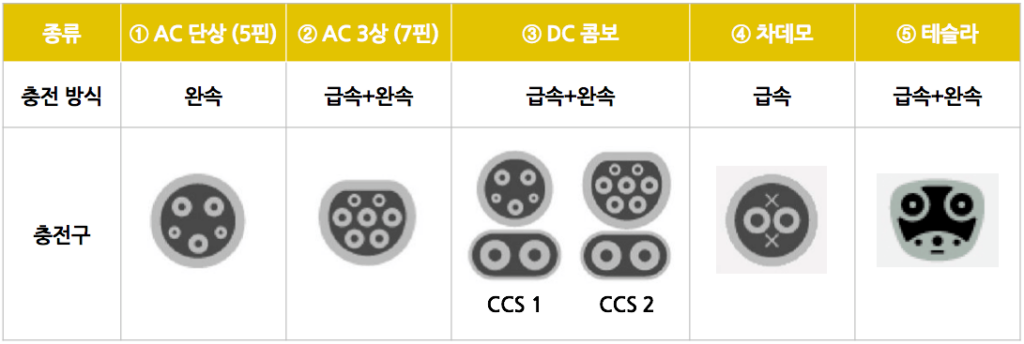 종류
① AC 단상 (5핀)
② AC 3상 (7핀)
③ DC 콤보
④ 차데모
⑤ 테슬라
충전 방식
완속
급속+완속
급속+완속
급속
급속+완속
충전구
CCS 1
CCS 2